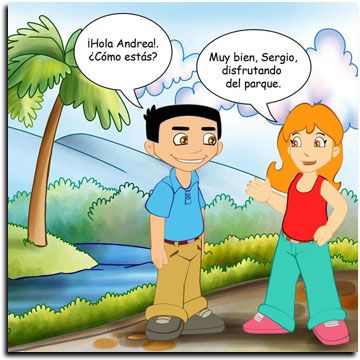 ¡Hola Andrea!.
¿Cómo estás?
Muy bien, Sergio,
disfrutando
del parque.